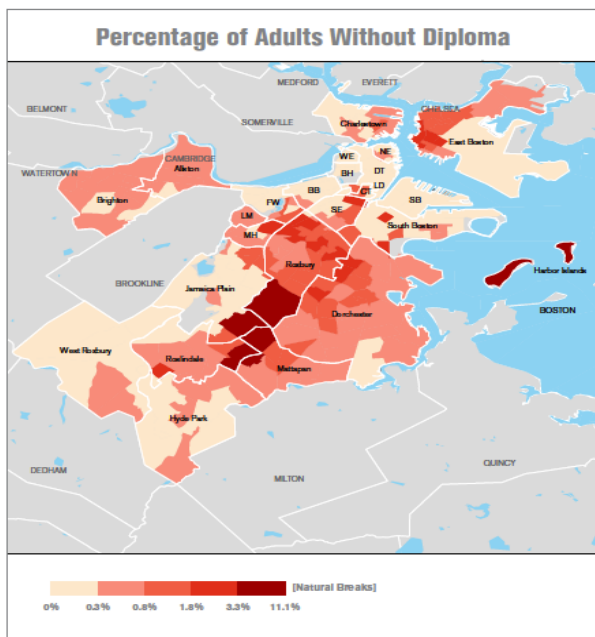 Percentage of Adults Without Diploma
MEDFORD
EVERETT
BELMONT
CHELSEA
SOMERVILLE
Charlestown
East Boston
WE
NE
CAMBRIDGE
WATERTOWN
Allston
BH
DT
LD
BB
CT
Brighton
FW
SE
SB
LM
South Boston
MH
Roxbury
Harbor Islands
BROOKLINE
Jamaica Plain
BOSTON
Dorchester
West Roxbury
Roslindale
Mattapan
Hyde Park
QUINCY
DEDHAM
MILTON
[Natural Breaks]
0% 0.3% 0.8% 1.8% 3.3% 11.1%